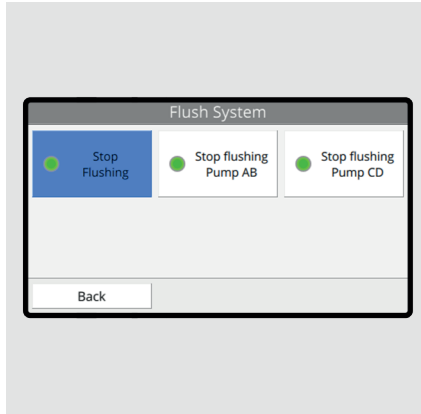 Flush System
Stop
Flushing
Stop flushing
Pump AB
Stop flushing
Pump CD
Back